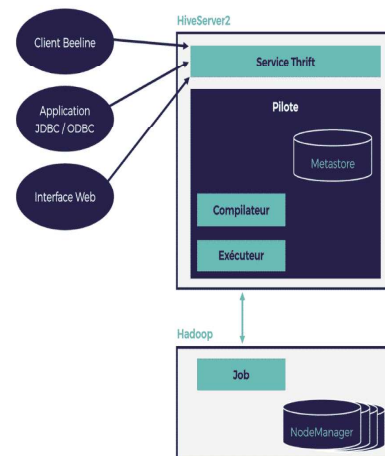 HiveServer2
Client Beeline
Service Thrift
Application
JDBC / ODBC
Pilote
Metastore
Interface Web
Compilateur
Exécuteur
Hadoop
Job
NodeManager